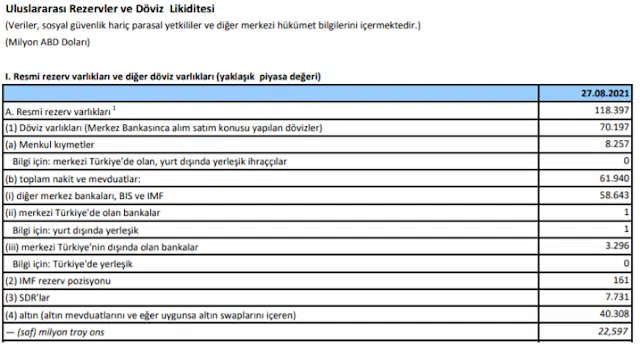 Uluslararası Rezervler ve Döviz Likiditesi
(Veriler, sosyal güvenlik hariç parasal yetkililer ve diğer merkezi hükümet bilgilerini içermektedir.)
(Milyon ABD Doları)
I. Resmi rezerv varlıkları ve diğer döviz varlıkları (yaklaşık piyasa değeri)
27.08.2021
A. Resmi rezerv varlıkları 1 118.397
(1) Döviz varlıkları (Merkez Bankasınca alım satım konusu yapılan dövizler) 70.197
(a) Menkul kıymetler 8.257
Bilgi için: merkezi Türkiye'de olan, yurt dışında yerleşik ihraççılar 0
(b) toplam nakit ve mevduatlar: 61.940
(i) diğer merkez bankaları, BIS ve IMF 58.643
(ii) merkezi Türkiye'de olan bankalar 1
Bilgi için: yurt dışında yerleşik 1
(iii) merkezi Türkiye'nin dışında olan bankalar 3.296
Bilgi için: Türkiye'de yerleşik 0
(2) IMF rezerv pozisyonu 161
(3) SDR'lar 7.731
(4) altın (altın mevduatlarını ve eğer uygunsa altın swaplarını içeren) 40.308
— (saf) milyon troy ons 22,597